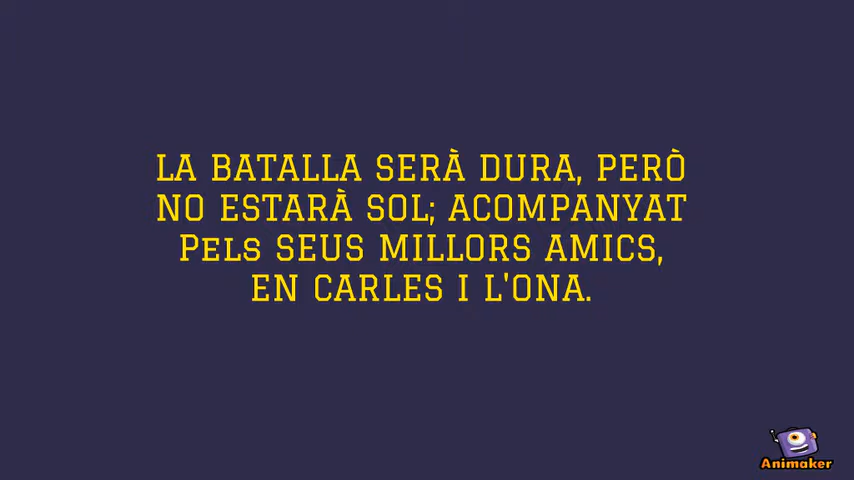 LA BATALLA SERÀ DURA, PERÒ
NO ESTARÀ SOL; ACOMPANYAT
PELS SEUS MILLORS AMICS,
EN CARLES I L'ONA.
Animaker